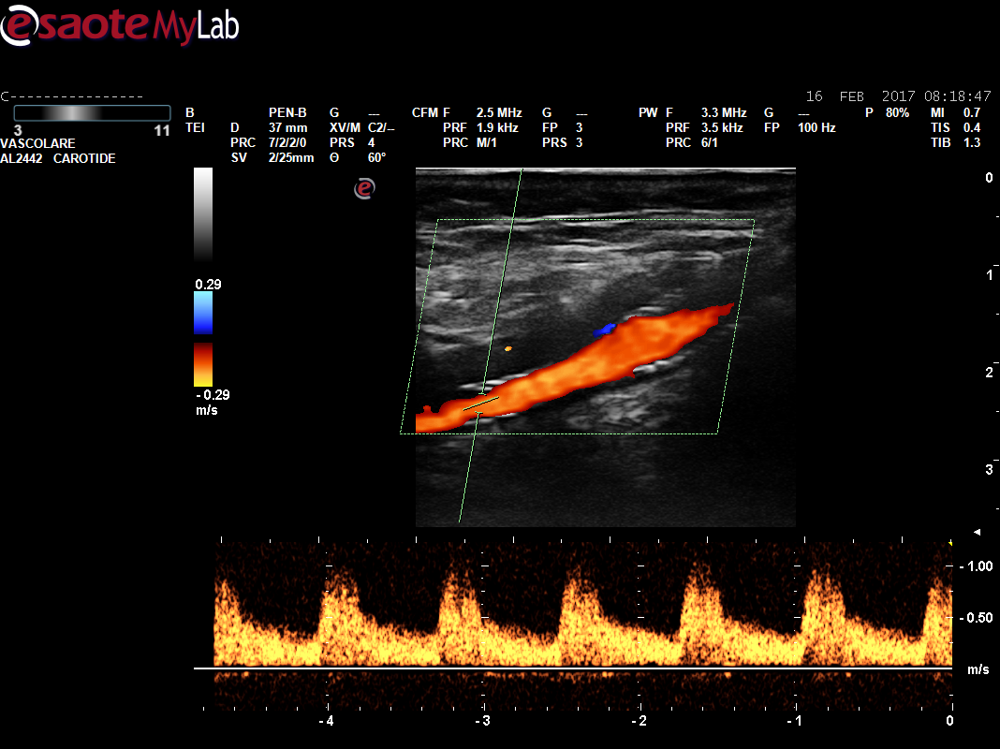 esaote MyLab
C---------------
16 FEB 2017 08:18:47
3 11
VASCOLARE
AL2442 CAROTIDE
B PEN-B G --- CFM F 2.5 MHz G --- PW F 3.3 MHz G --- P 80% MI 0.7
TEI D 37 mm XV/M C2/-- PRF 1.9 kHz FP 3 PRF 3.5 kHz FP 100 Hz TIS 0.4
PRC 7/2/2/0 PRS 4 PRC M/1 PRS 3 PRC 6/1 TIB 1.3
SV 2/25mm Θ 60°
e
0
0.29
1
2
-0.29
m/s
3
-1.00
-0.50
m/s
-4 -3 -2 -1 0